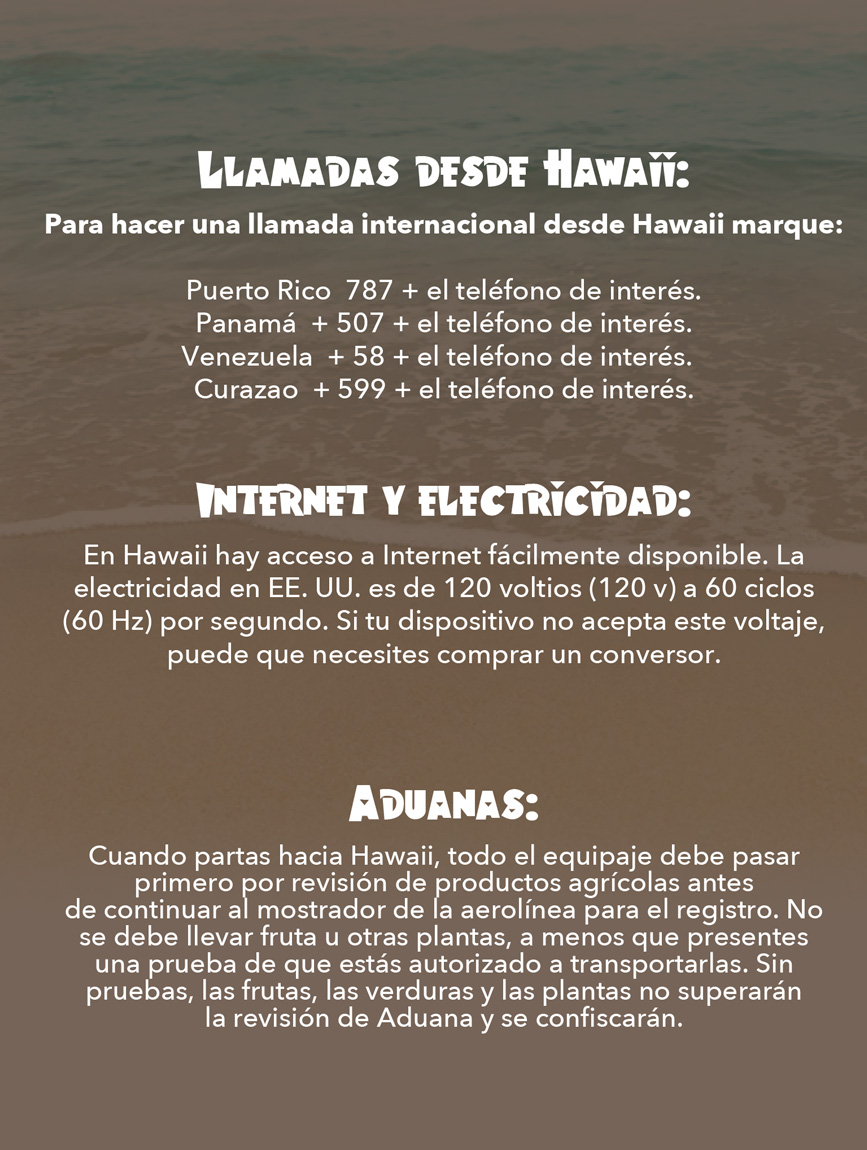 Llamadas desde Hawaii:
Para hacer una llamada internacional desde Hawaii marque:
Puerto Rico  787 + el teléfono de interés.
Panamá  + 507 + el teléfono de interés.
Venezuela  + 58 + el teléfono de interés.
Curazao  + 599 + el teléfono de interés.
Internet y electricidad:
En Hawaii hay acceso a Internet fácilmente disponible. La
electricidad en EE. UU. es de 120 voltios (120 v) a 60 ciclos
(60 Hz) por segundo. Si tu dispositivo no acepta este voltaje,
puede que necesites comprar un conversor.
Aduanas:
Cuando partas hacia Hawaii, todo el equipaje debe pasar
primero por revisión de productos agrícolas antes
de continuar al mostrador de la aerolínea para el registro. No
se debe llevar fruta u otras plantas, a menos que presentes
una prueba de que estás autorizado a transportarlas. Sin
pruebas, las frutas, las verduras y las plantas no superarán
la revisión de Aduana y se confiscarán.